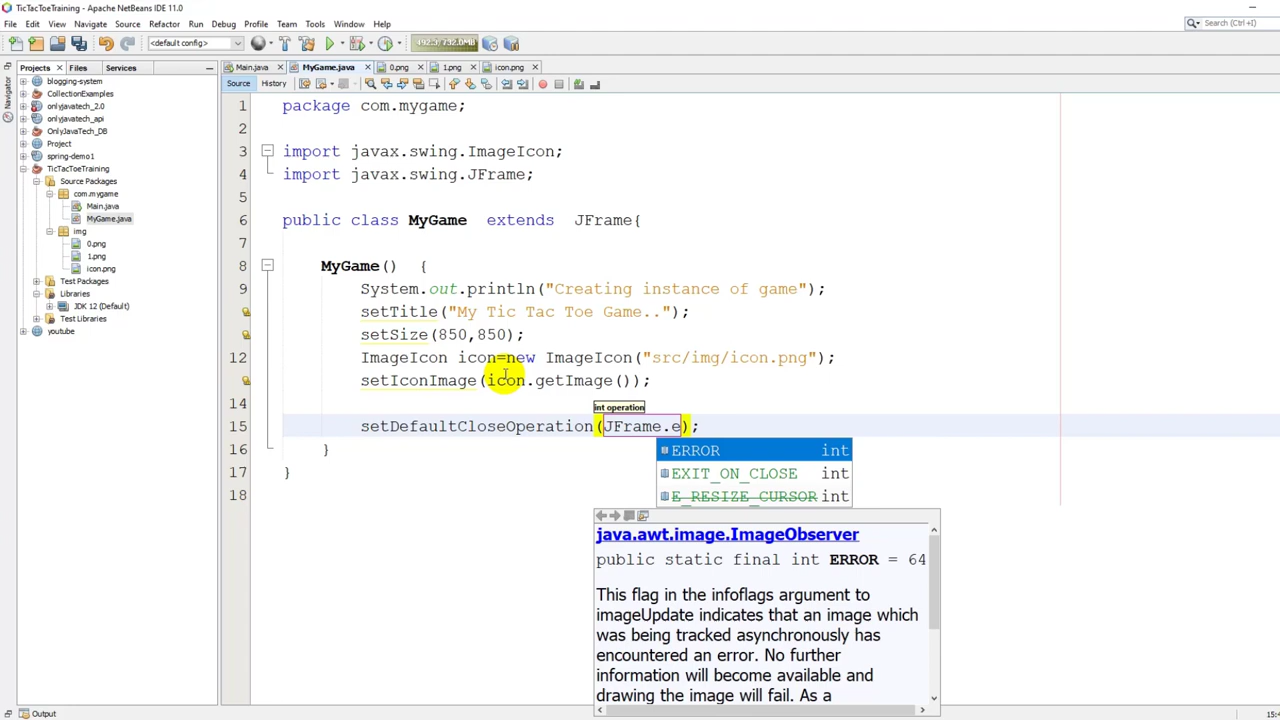 TicTacToeTraining - Apache NetBeans IDE 11.0
File Edit View Navigate Source Refactor Run Debug Profile Team Tools Window Help
Search (Ctrl+I)
<default config>
Projects Files Services
Main.java MyGame.java 0.png 1.png icon.png
Source History
Navigator
blogging-system
CollectionExamples
onlyjavatech_2.0
onlyjavatech_api
OnlyJavaTech_DB
Project
spring-demo1
TicTacToeTraining
Source Packages
com.mygame
Main.java
MyGame.java
img
0.png
1.png
icon.png
Test Packages
Libraries
JDK 12 (Default)
Test Libraries
youtube
1 package com.mygame;
2
3 import javax.swing.ImageIcon;
4 import javax.swing.JFrame;
5
6 public class MyGame extends JFrame{
7
8 MyGame() {
9 System.out.println("Creating instance of game");
setTitle("My Tic Tac Toe Game..");
setSize(850,850);
12 ImageIcon icon=new ImageIcon("src/img/icon.png");
setIconImage(icon.getImage());
14
int operation
15 setDefaultCloseOperation(JFrame.e);
16 }
17 }
18
ERROR int
EXIT_ON_CLOSE int
E_RESIZE_CURSOR int
java.awt.image.ImageObserver
public static final int ERROR = 64
This flag in the infoflags argument to
imageUpdate indicates that an image which
was being tracked asynchronously has
encountered an error. No further
information will become available and
drawing the image will fail. As a
Output